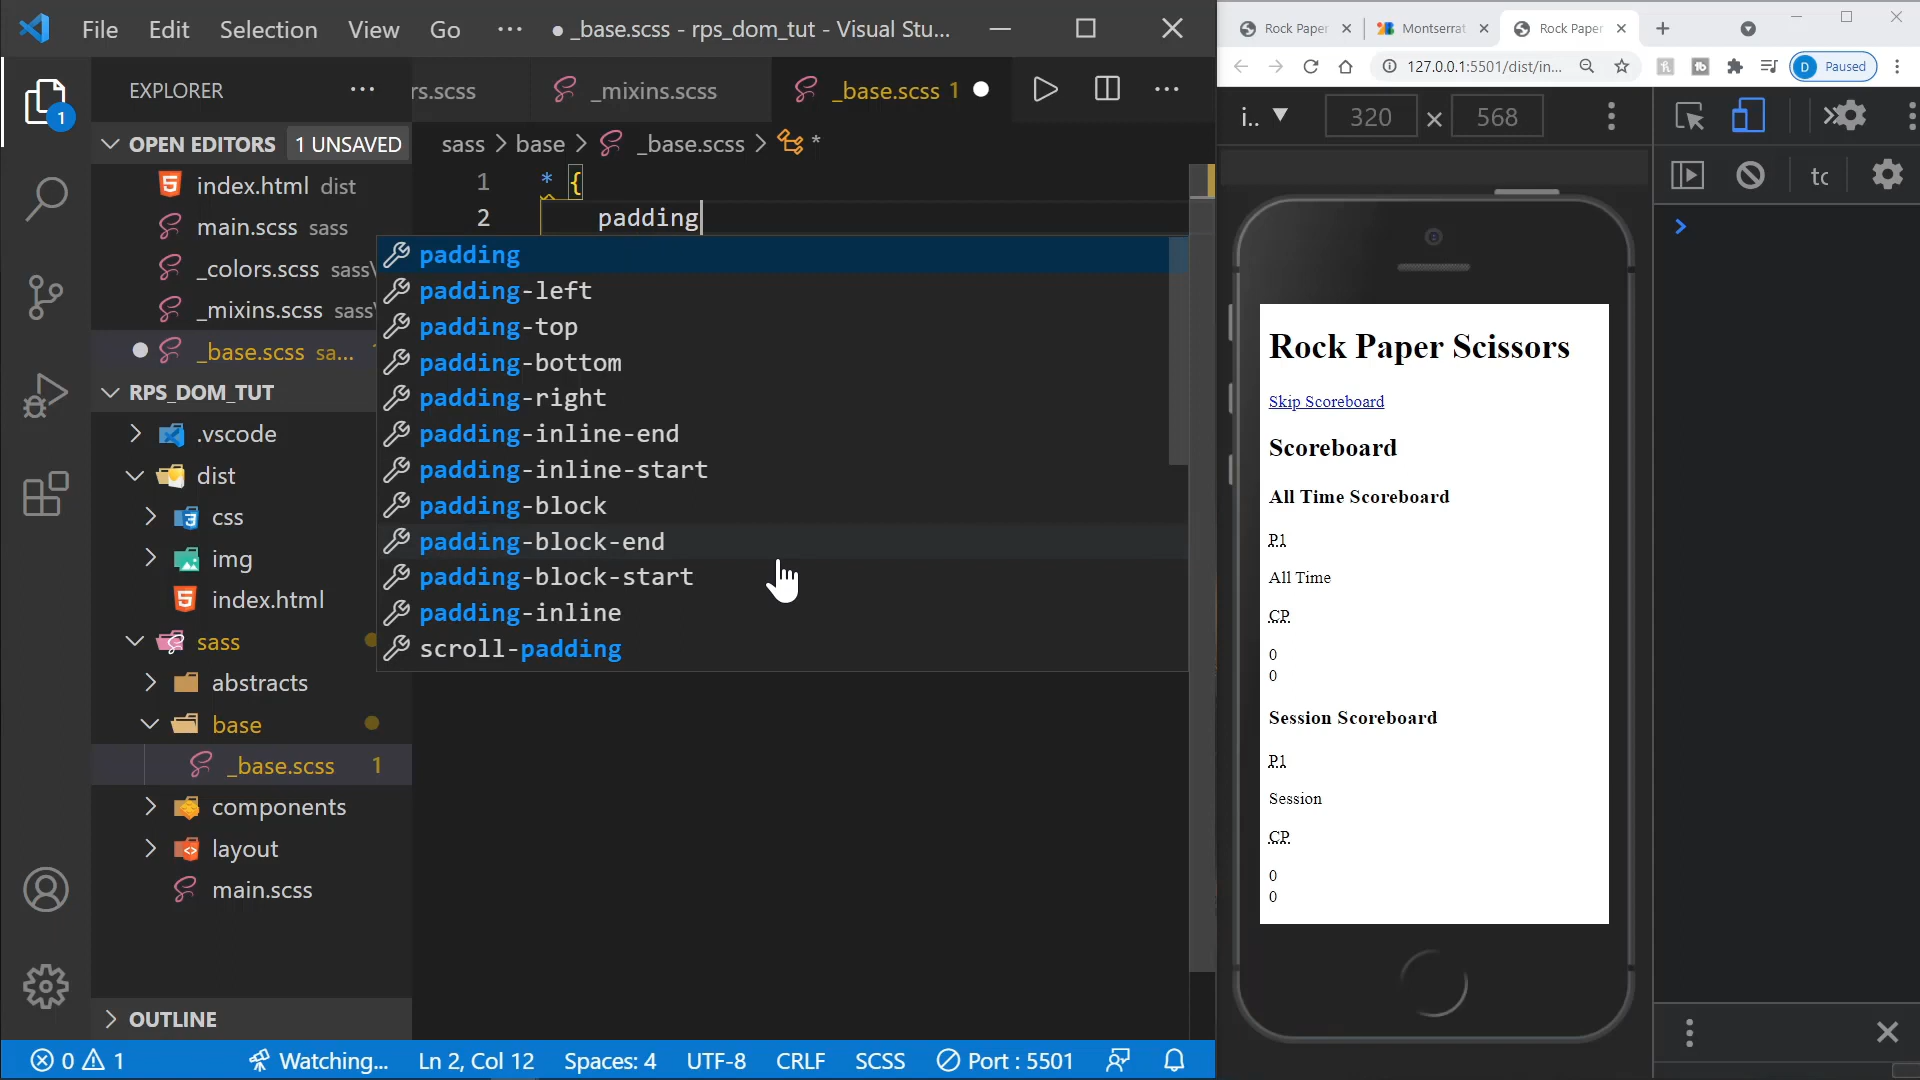 File Edit Selection View Go ··· ● _base.scss - rps_dom_tut - Visual Stu...
EXPLORER ···
OPEN EDITORS 1 UNSAVED
index.html dist
main.scss sass
_colors.scss sass\
_mixins.scss sass\
_base.scss sa...
RPS_DOM_TUT
.vscode
dist
css
img
index.html
sass
abstracts
base
_base.scss 1
components
layout
main.scss
OUTLINE
1
rs.scss _mixins.scss _base.scss 1
sass > base > _base.scss > *
1 * {
2 padding
padding
padding-left
padding-top
padding-bottom
padding-right
padding-inline-end
padding-inline-start
padding-block
padding-block-end
padding-block-start
padding-inline
scroll-padding
0 1 Watching... Ln 2, Col 12 Spaces: 4 UTF-8 CRLF SCSS Port : 5501
Rock Paper Montserrat Rock Paper
127.0.0.1:5501/dist/in... D Paused
i.. ▼ 320 × 568
tc
Rock Paper Scissors
Skip Scoreboard
Scoreboard
All Time Scoreboard
P1
All Time
CP
0
0
Session Scoreboard
P1
Session
CP
0
0